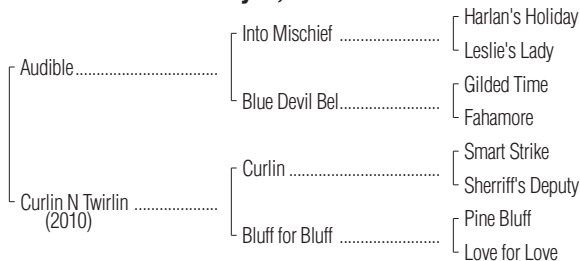 Harlan's Holiday
Into Mischief ..................
Leslie's Lady
Audible..........................
Gilded Time
Blue Devil Bel.................
Fahamore
Smart Strike
Curlin ..........................
Sherriff's Deputy
Curlin N Twirlin ...............
(2010)
Pine Bluff
Bluff for Bluff ..................
Love for Love